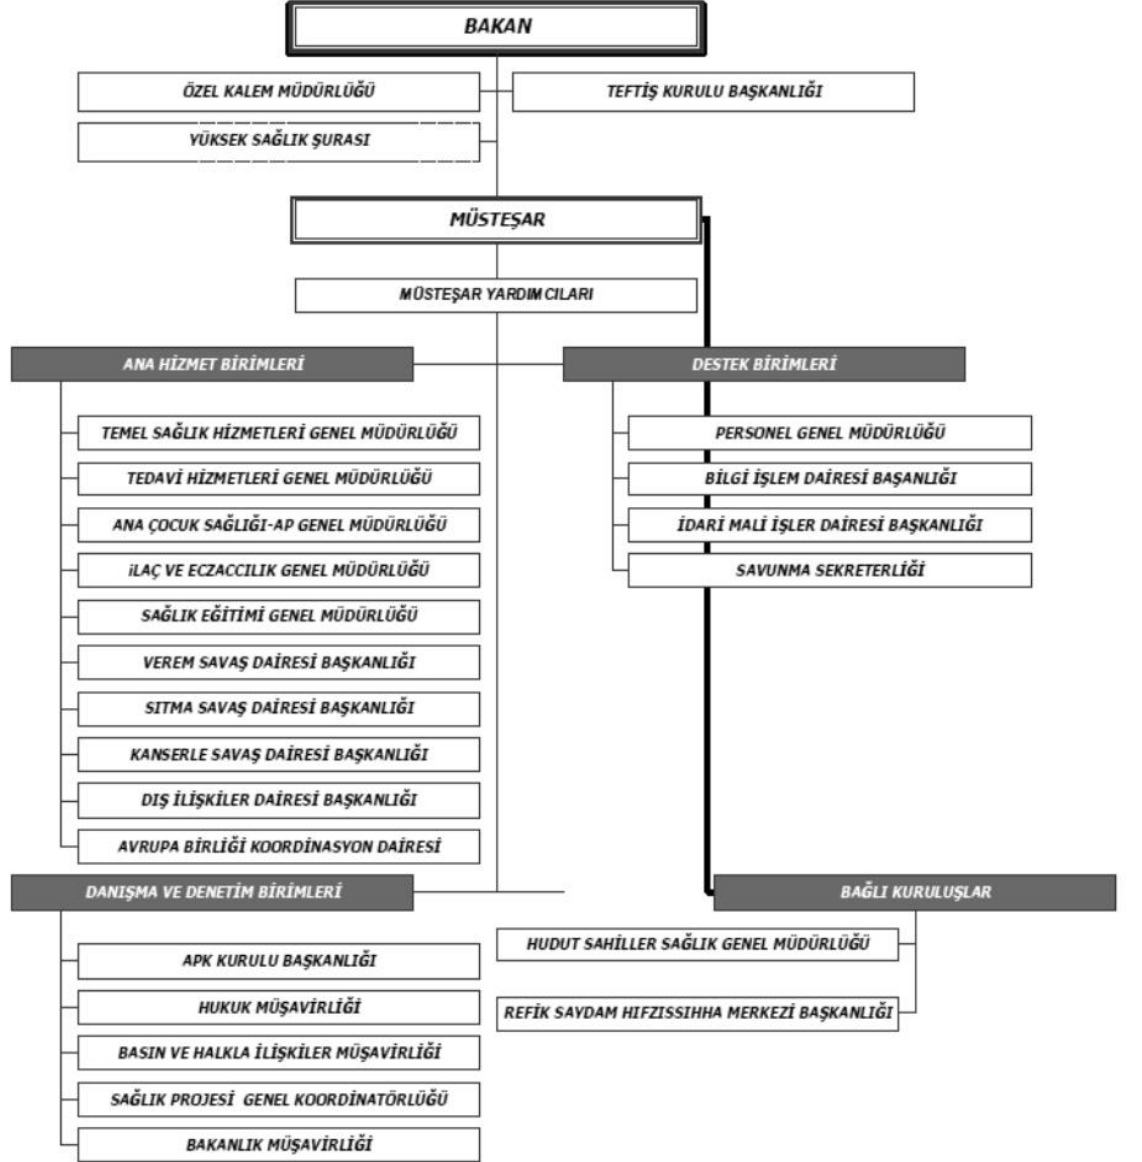 BAKAN
ÖZEL KALEM MÜDÜRLÜĞÜ
TEFTİŞ KURULU BAŞKANLIĞI
YÜKSEK SAĞLIK ŞURASI
MÜSTEŞAR
MÜSTEŞAR YARDIMCILARI
ANA HİZMET BİRİMLERİ
TEMEL SAĞLIK HİZMETLERİ GENEL MÜDÜRLÜĞÜ
TEDAVİ HİZMETLERİ GENEL MÜDÜRLÜĞÜ
ANA ÇOCUK SAĞLIĞI-AP GENEL MÜDÜRLÜĞÜ
iLAÇ VE ECZACCILIK GENEL MÜDÜRLÜĞÜ
SAĞLIK EĞİTİMİ GENEL MÜDÜRLÜĞÜ
VEREM SAVAŞ DAİRESİ BAŞKANLIĞI
SITMA SAVAŞ DAİRESİ BAŞKANLIĞI
KANSERLE SAVAŞ DAİRESİ BAŞKANLIĞI
DIŞ İLİŞKİLER DAİRESİ BAŞKANLIĞI
AVRUPA BİRLİĞİ KOORDİNASYON DAİRESİ
DESTEK BİRİMLERİ
PERSONEL GENEL MÜDÜRLÜĞÜ
BİLGİ İŞLEM DAİRESİ BAŞANLIĞI
İDARİ MALİ İŞLER DAİRESİ BAŞKANLIĞI
SAVUNMA SEKRETERLİĞİ
DANIŞMA VE DENETİM BİRİMLERİ
APK KURULU BAŞKANLIĞI
HUKUK MÜŞAVİRLİĞİ
BASIN VE HALKLA İLİŞKİLER MÜŞAVİRLİĞİ
SAĞLIK PROJESİ GENEL KOORDİNATÖRLÜĞÜ
BAKANLIK MÜŞAVİRLİĞİ
BAĞLI KURULUŞLAR
HUDUT SAHİLLER SAĞLIK GENEL MÜDÜRLÜĞÜ
REFİK SAYDAM HIFZISSIHHA MERKEZİ BAŞKANLIĞI